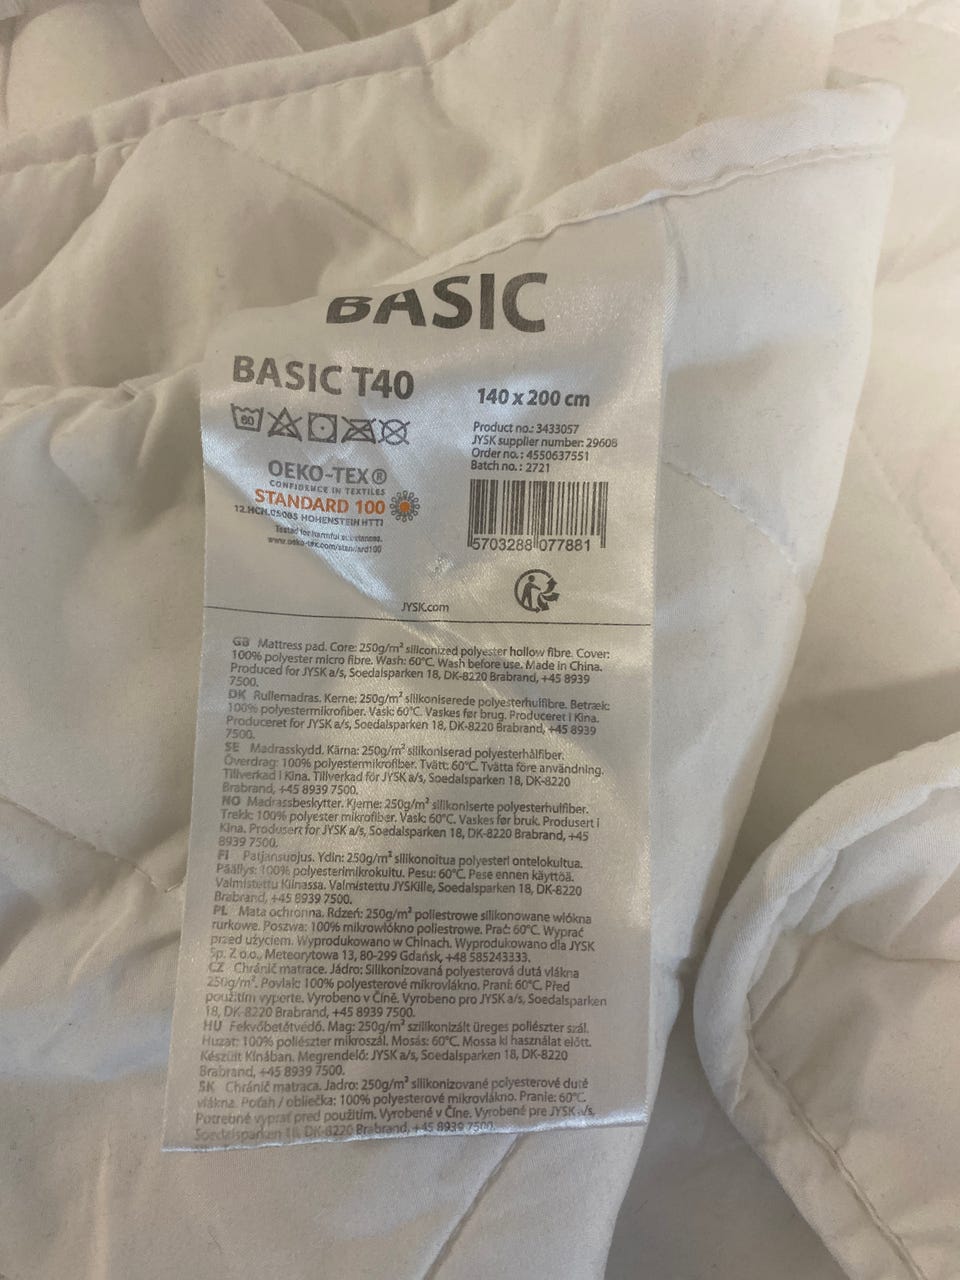 BASIC
BASIC T40
140 x 200 cm
60
Product no.: 3433057
JYSK supplier number: 29608
Order no.: 4550637551
Batch no.: 2721
OEKO-TEX®
CONFIDENCE IN TEXTILES
STANDARD 100
12.HCN.05085 HOHENSTEIN HTTI
Tested for harmful substances.
www.oeko-tex.com/standard100
5703288 077881
JYSK.com
GB Mattress pad. Core: 250g/m² siliconized polyester hollow fibre. Cover:
100% polyester micro fibre. Wash: 60°C. Wash before use. Made in China.
Produced for JYSK a/s, Soedalsparken 18, DK-8220 Brabrand, +45 8939
7500.
DK Rullemadras. Kerne: 250g/m² silikoniserede polyesterhulfibre. Betræk:
100% polyestermikrofiber. Vask: 60°C. Vaskes før brug. Produceret i Kina.
Produceret for JYSK a/s, Soedalsparken 18, DK-8220 Brabrand, +45 8939
7500.
SE Madrasskydd. Kärna: 250g/m² silikoniserad polyesterhålfiber.
Överdrag: 100% polyestermikrofiber. Tvätt: 60°C. Tvätta före användning.
Tillverkad i Kina. Tillverkad för JYSK a/s, Soedalsparken 18, DK-8220
Brabrand, +45 8939 7500.
NO Madrassbeskytter. Kjerne: 250g/m² silikoniserte polyesterhulfiber.
Trekk: 100% polyester mikrofiber. Vask: 60°C. Vaskes før bruk. Produsert i
Kina. Produsert for JYSK a/s, Soedalsparken 18, DK-8220 Brabrand, +45
8939 7500.
FI Patjansuojus. Ydin: 250g/m² silikonoitua polyesteri ontelokuitua.
Päällys: 100% polyesterimikrokuitu. Pesu: 60°C. Pese ennen käyttöä.
Valmistettu Kiinassa. Valmistettu JYSKille, Soedalsparken 18, DK-8220
Brabrand, +45 8939 7500.
PL Mata ochronna. Rdzeń: 250g/m² poliestrowe silikonowane włókna
rurkowe. Poszwa: 100% mikrowłókno poliestrowe. Prać: 60°C. Wyprać
przed użyciem. Wyprodukowano w Chinach. Wyprodukowano dla JYSK
Sp. Z o.o., Meteorytowa 13, 80-299 Gdańsk, +48 585243333.
CZ Chránič matrace. Jádro: Silikonizovaná polyesterová dutá vlákna
250g/m². Povlak: 100% polyesterové mikrovlákno. Praní: 60°C. Před
použitím vyperte. Vyrobeno v Číně. Vyrobeno pro JYSK a/s, Soedalsparken
18, DK-8220 Brabrand, +45 8939 7500.
HU Fekvőbetétvédő. Mag: 250g/m² szilikonizált üreges poliészter szál.
Huzat: 100% poliészter mikroszál. Mosás: 60°C. Mossa ki használat előtt.
Készült Kínában. Megrendelő: JYSK a/s, Soedalsparken 18, DK-8220
Brabrand, +45 8939 7500.
SK Chránič matraca. Jadro: 250g/m² silikonizované polyesterové duté
vlákna. Poťah / obliečka: 100% polyesterové mikrovlákno. Pranie: 60°C.
Potrebné vyprať pred použitím. Vyrobené v Číne. Vyrobené pre JYSK a/s,
Soedalsparken 18, DK-8220 Brabrand, +45 8939 7500.